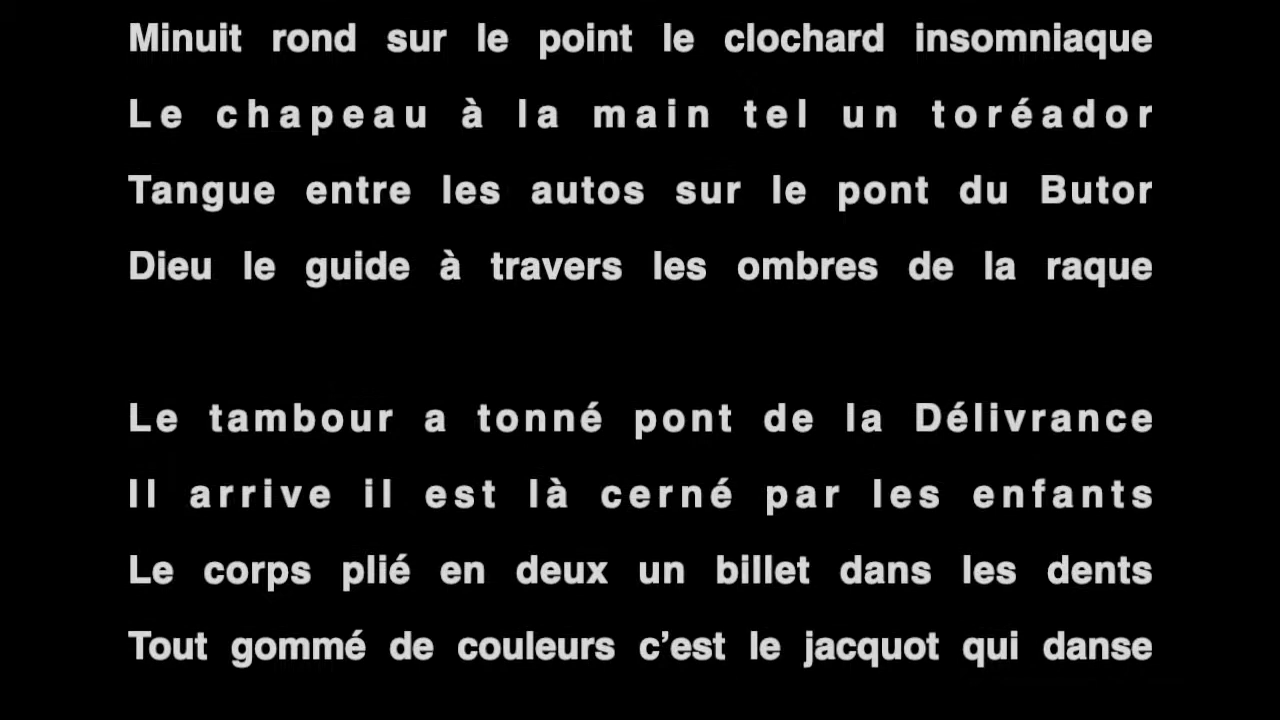 Minuit rond sur le point le clochard insomniaque
Le chapeau à la main tel un toréador
Tangue entre les autos sur le pont du Butor
Dieu le guide à travers les ombres de la raque
Le tambour a tonné pont de la Délivrance
Il arrive il est là cerné par les enfants
Le corps plié en deux un billet dans les dents
Tout gommé de couleurs c’est le jacquot qui danse